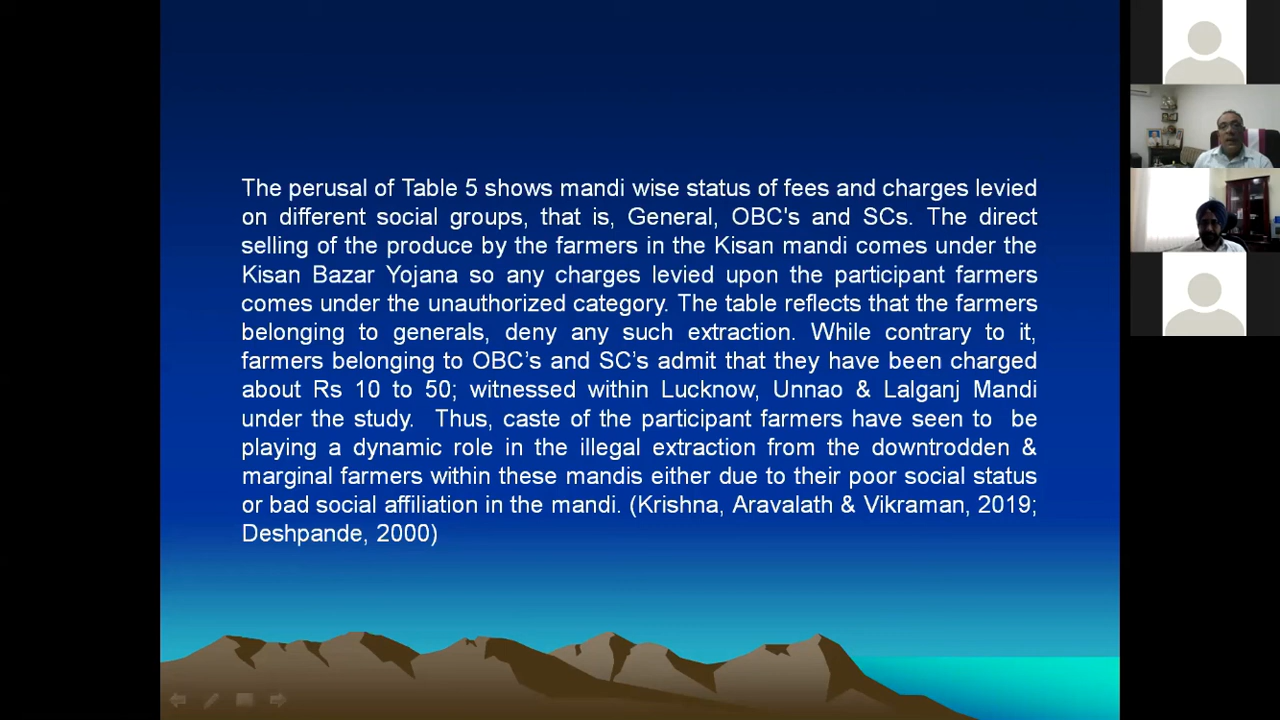 The perusal of Table 5 shows mandi wise status of fees and charges levied
on different social groups, that is, General, OBC's and SCs. The direct
selling of the produce by the farmers in the Kisan mandi comes under the
Kisan Bazar Yojana so any charges levied upon the participant farmers
comes under the unauthorized category. The table reflects that the farmers
belonging to generals, deny any such extraction. While contrary to it,
farmers belonging to OBC’s and SC’s admit that they have been charged
about Rs 10 to 50; witnessed within Lucknow, Unnao & Lalganj Mandi
under the study. Thus, caste of the participant farmers have seen to be
playing a dynamic role in the illegal extraction from the downtrodden &
marginal farmers within these mandis either due to their poor social status
or bad social affiliation in the mandi. (Krishna, Aravalath & Vikraman, 2019;
Deshpande, 2000)